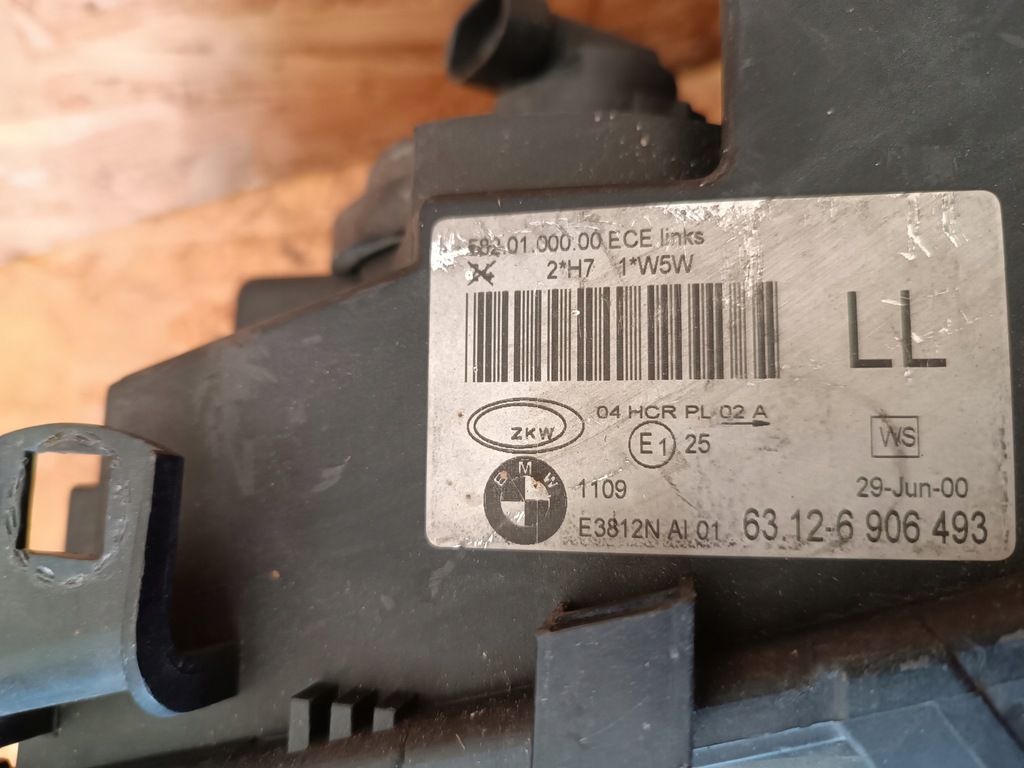 582.01.000.00 ECE links
2*H7 1*W5W
LL
04 HCR PL 02 A
ZKW
E1 25
WS
BMW
1109
29-Jun-00
E3812N AI 01 63.12-6 906 493